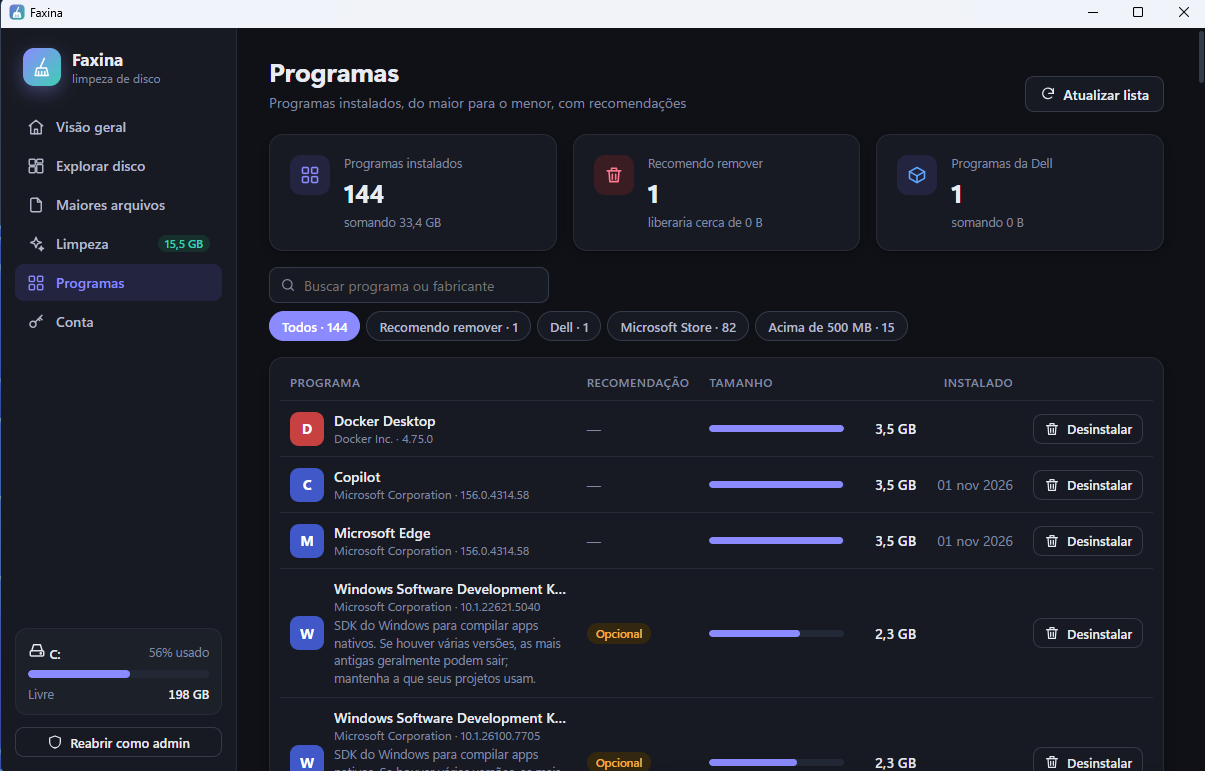 Faxina
Faxina
limpeza de disco
Visão geral
Explorar disco
Maiores arquivos
Limpeza 15,5 GB
Programas
Conta
C: 56% usado
Livre 198 GB
Reabrir como admin
Programas
Programas instalados, do maior para o menor, com recomendações
Atualizar lista
Programas instalados
144
somando 33,4 GB
Recomendo remover
1
liberaria cerca de 0 B
Programas da Dell
1
somando 0 B
Buscar programa ou fabricante
Todos · 144 Recomendo remover · 1 Dell · 1 Microsoft Store · 82 Acima de 500 MB · 15
PROGRAMA RECOMENDAÇÃO TAMANHO INSTALADO
D Docker Desktop
Docker Inc. · 4.75.0
— 3,5 GB Desinstalar
C Copilot
Microsoft Corporation · 156.0.4314.58
— 3,5 GB 01 nov 2026 Desinstalar
M Microsoft Edge
Microsoft Corporation · 156.0.4314.58
— 3,5 GB 01 nov 2026 Desinstalar
Windows Software Development K...
Microsoft Corporation · 10.1.22621.5040
SDK do Windows para compilar apps
nativos. Se houver várias versões, as mais
antigas geralmente podem sair;
mantenha a que seus projetos usam.
W Opcional 2,3 GB Desinstalar
Windows Software Development K...
Microsoft Corporation · 10.1.26100.7705
SDK do Windows para compilar apps
nativos. Se houver várias versões, as mais
W Opcional 2,3 GB Desinstalar